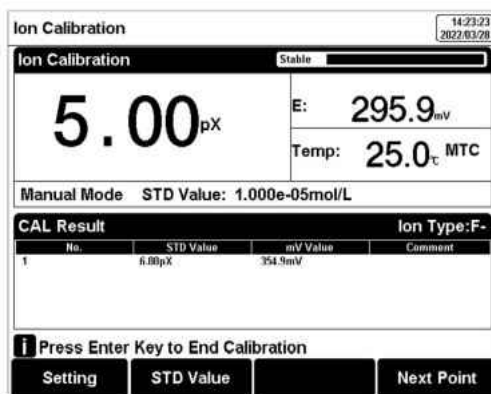 Ion Calibration
14:23:23
2022/03/28
Ion Calibration
Stable
5.00pX
E: 295.9mV
Temp: 25.0℃ MTC
Manual Mode STD Value: 1.000e-05mol/L
CAL Result Ion Type:F-
No. STD Value mV Value Comment
1 6.00pX 354.9mV
i Press Enter Key to End Calibration
Setting STD Value Next Point